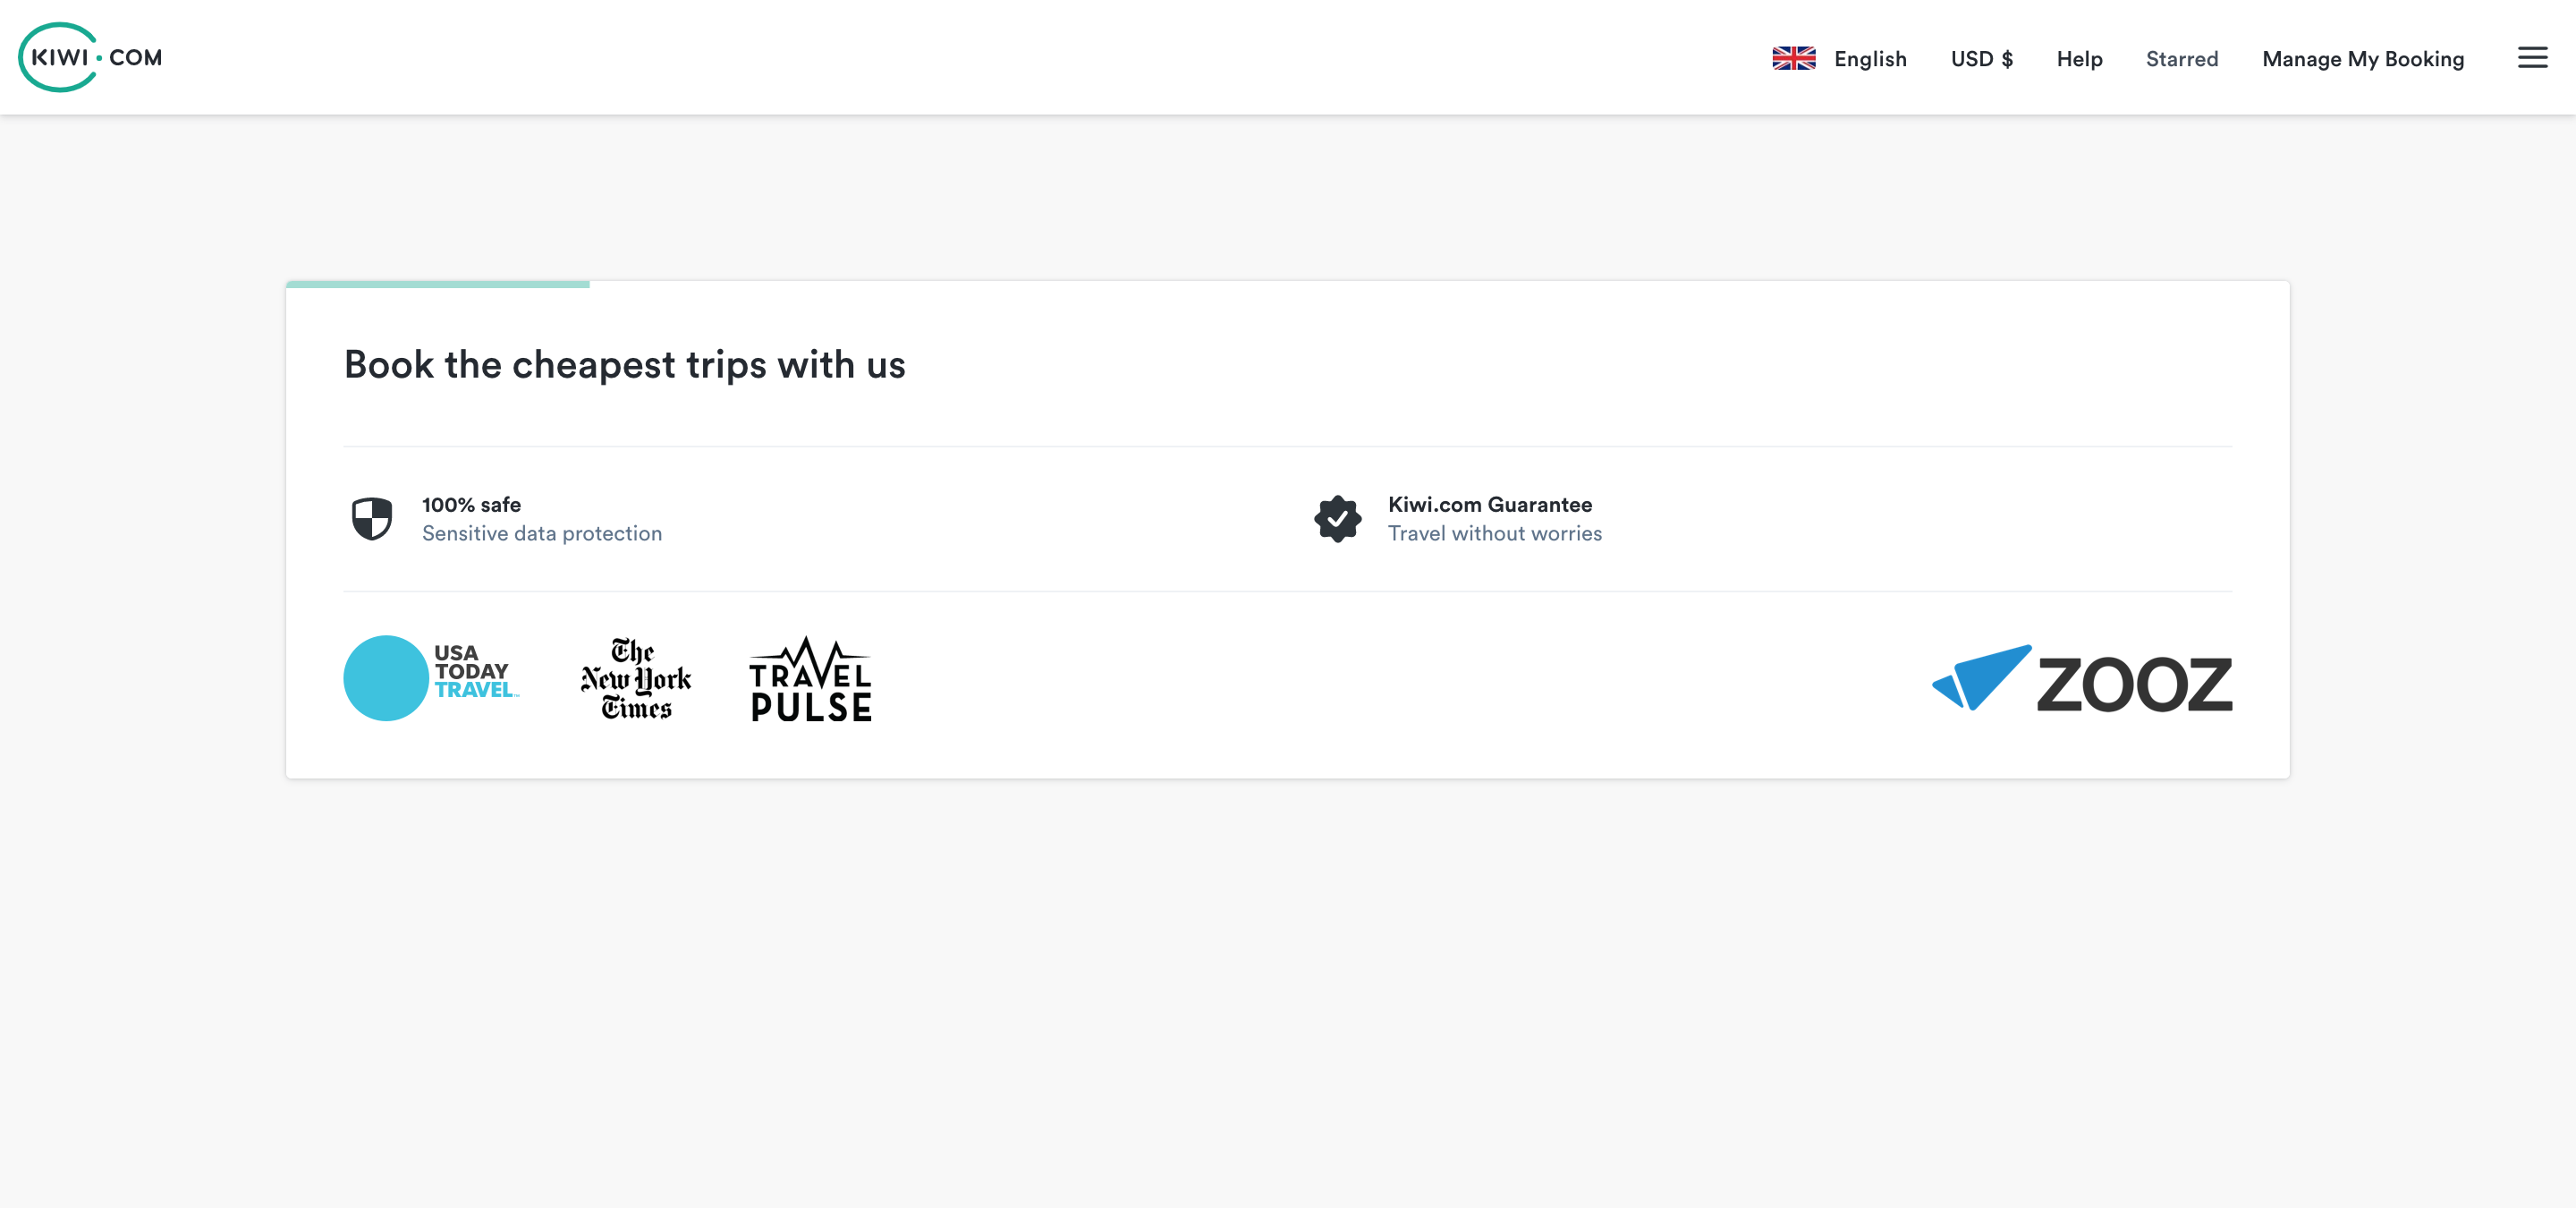 KIWI.COM
English
USD $
Help
Starred
Manage My Booking
Book the cheapest trips with us
100% safe
Sensitive data protection
Kiwi.com Guarantee
Travel without worries
USA
TODAY
TRAVEL
The
New York
Times
TRAVEL
PULSE
ZOOZ